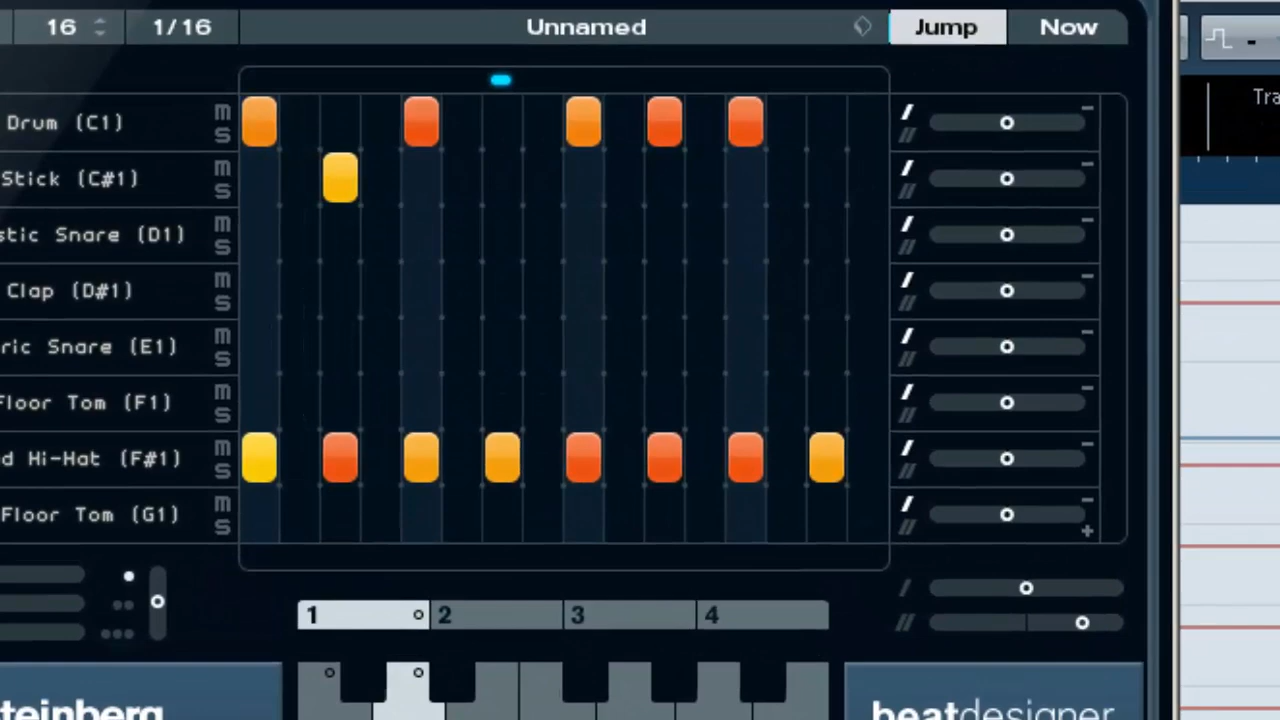 16 1/16 Unnamed Jump Now
Tra
Drum (C1) m S
Stick (C#1) m S
stic Snare (D1) m S
Clap (D#1) m S
ric Snare (E1) m S
Floor Tom (F1) m S
d Hi-Hat (F#1) m S
Floor Tom (G1) m S
1 2 3 4
teinberg beatdesigner